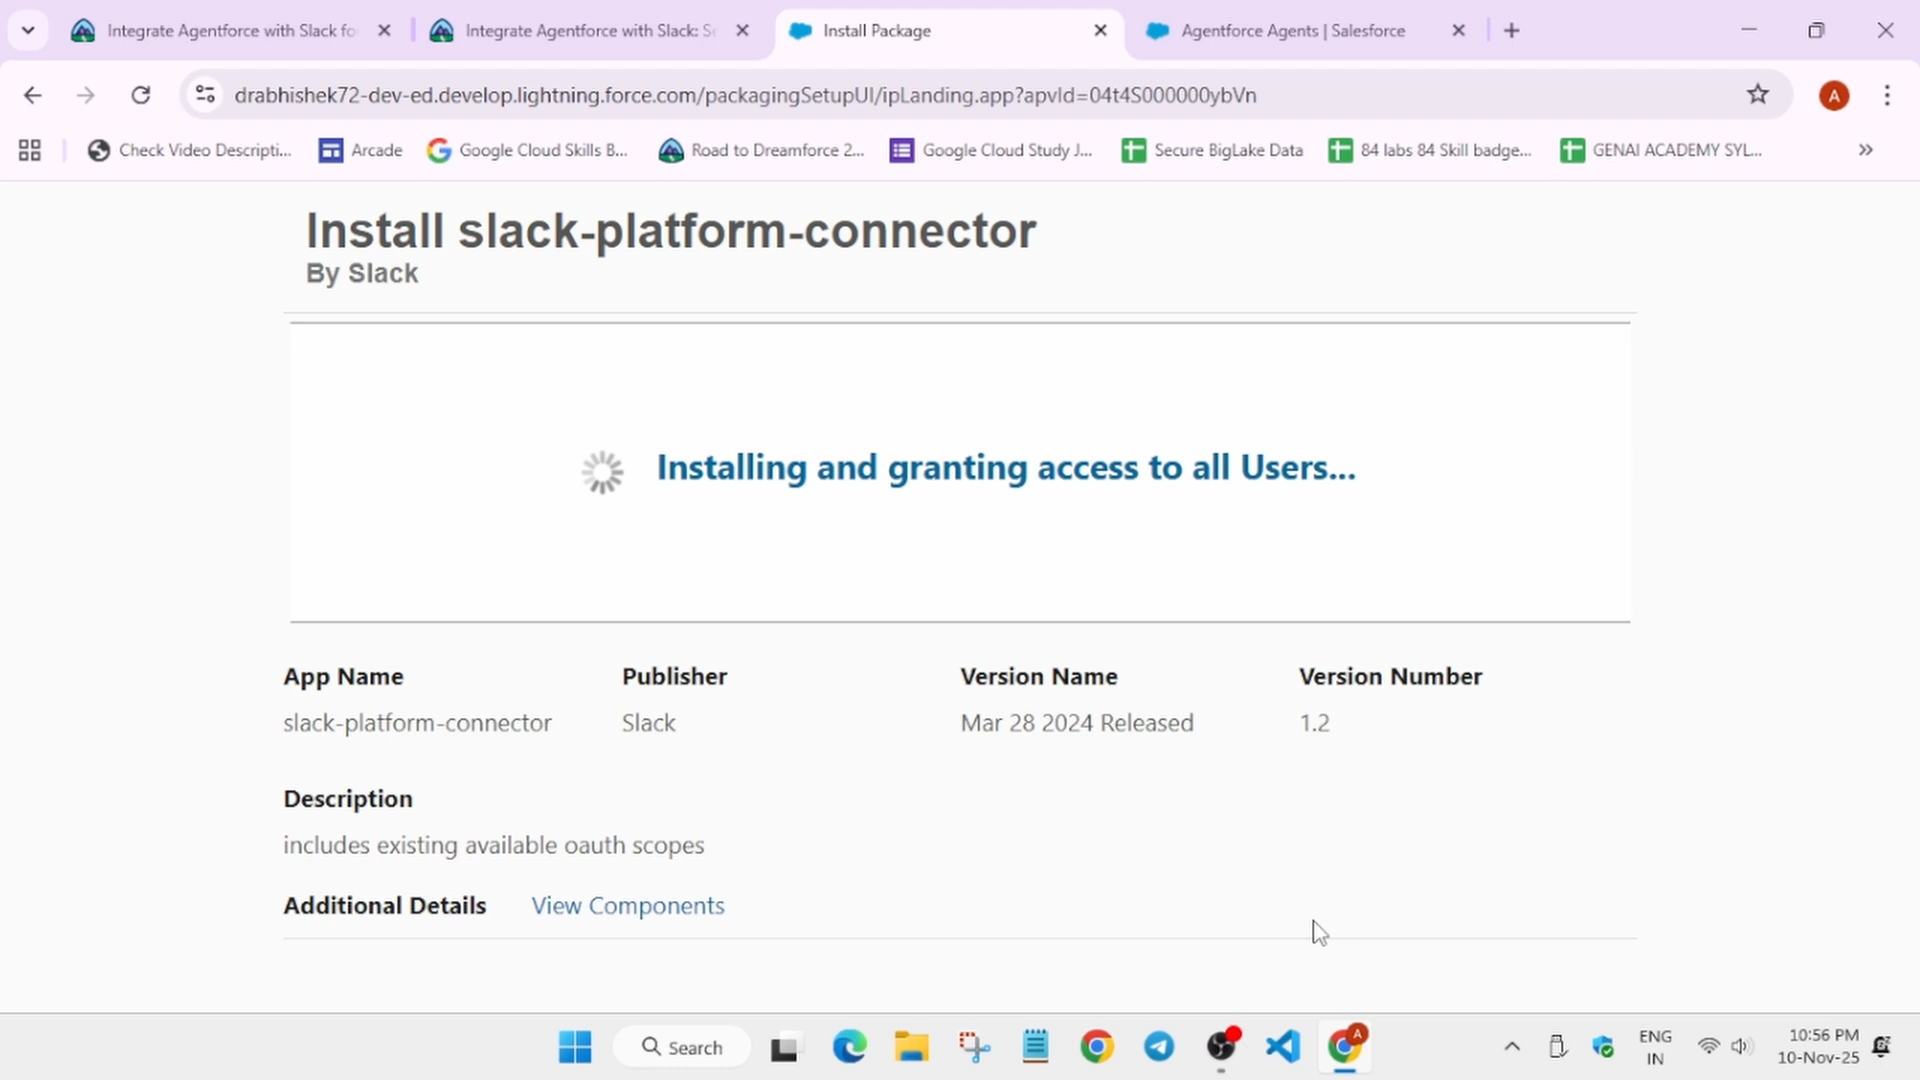 Integrate Agentforce with Slack fo
Integrate Agentforce with Slack: S
Install Package
Agentforce Agents | Salesforce
drabhishek72-dev-ed.develop.lightning.force.com/packagingSetupUI/ipLanding.app?apvId=04t4S000000ybVn
A
Check Video Descripti...
Arcade
Google Cloud Skills B...
Road to Dreamforce 2...
Google Cloud Study J...
Secure BigLake Data
84 labs 84 Skill badge...
GENAI ACADEMY SYL...
Install slack-platform-connector
By Slack
Installing and granting access to all Users...
App Name
Publisher
Version Name
Version Number
slack-platform-connector
Slack
Mar 28 2024 Released
1.2
Description
includes existing available oauth scopes
Additional Details
View Components
Search
A
ENG
IN
10:56 PM
10-Nov-25